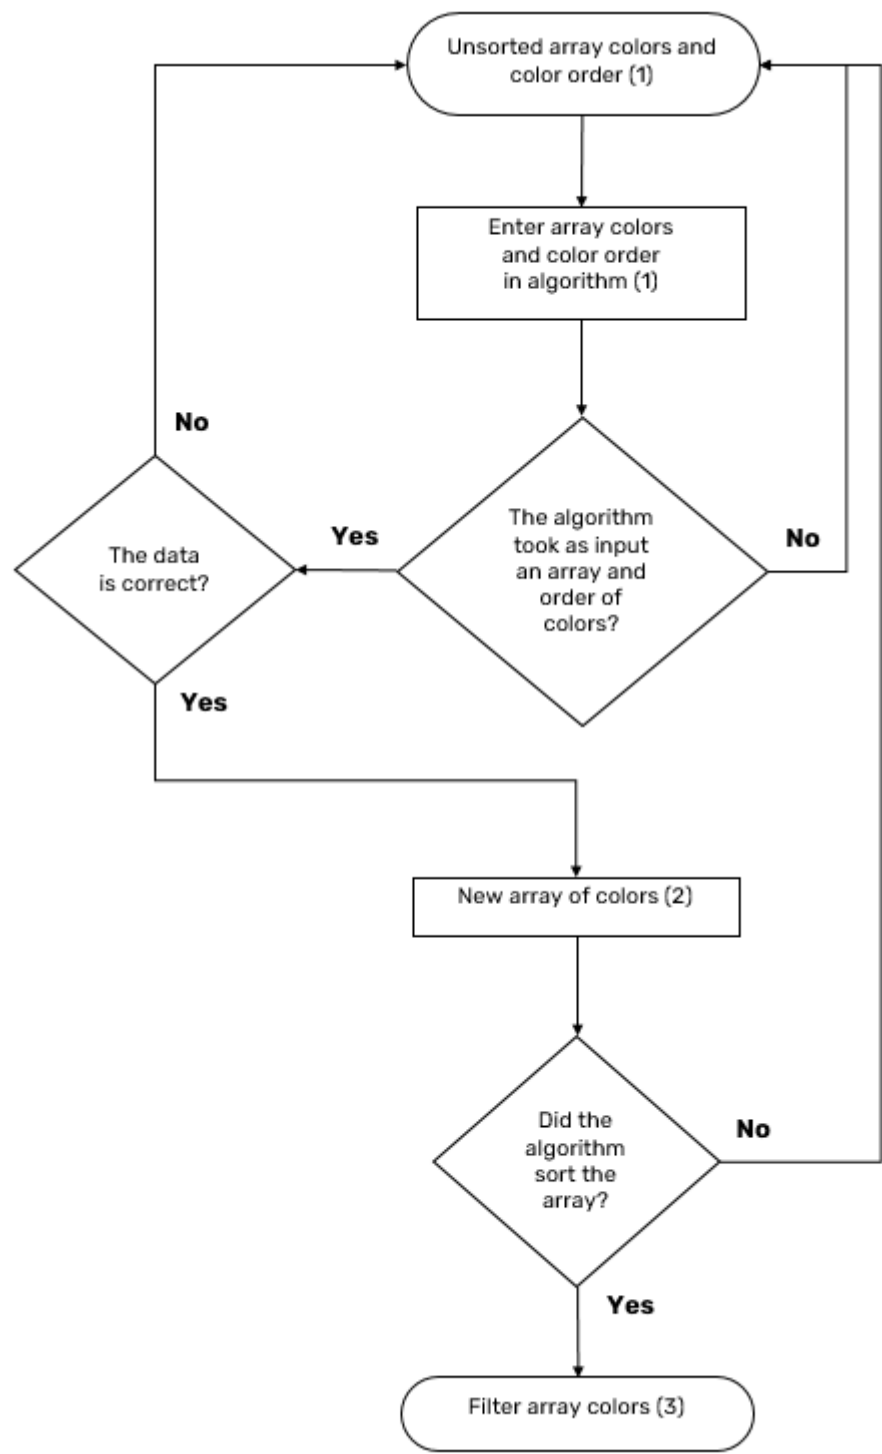 Unsorted array colors and
color order (1)
Enter array colors
and color order
in algorithm (1)
No
The algorithm
took as input
an array and
order of
colors?
Yes
No
The data
is correct?
Yes
New array of colors (2)
Did the
algorithm
sort the
array?
No
Yes
Filter array colors (3)